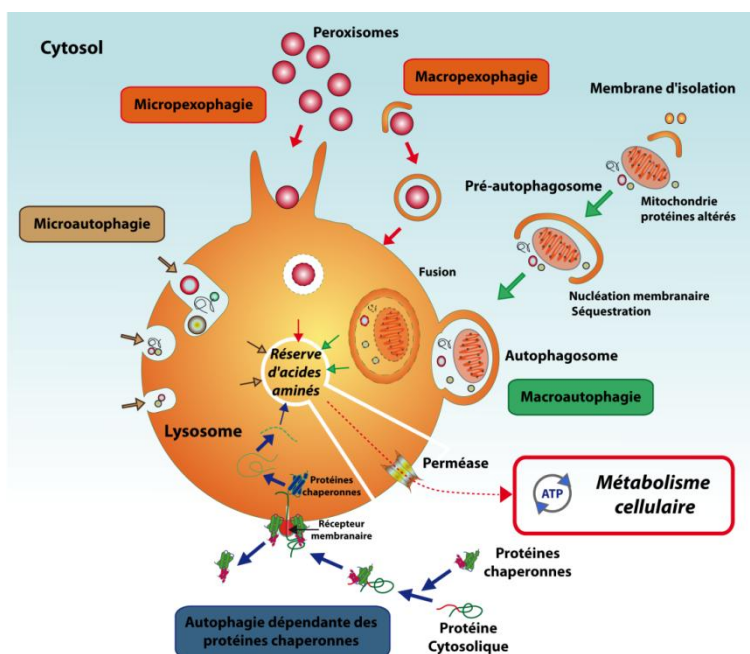 Cytosol
Peroxisomes
Micropexophagie
Macropexophagie
Membrane d'isolation
Pré-autophagosome
Mitochondrie
protéines altérés
Microautophagie
Fusion
Nucléation membranaire
Séquestration
Autophagosome
Macroautophagie
Réserve
d'acides
aminés
Lysosome
Perméase
Protéines
chaperonnes
ATP
Métabolisme
cellulaire
Récepteur
membranaire
Protéines
chaperonnes
Autophagie dépendante des
protéines chaperonnes
Protéine
Cytosolique